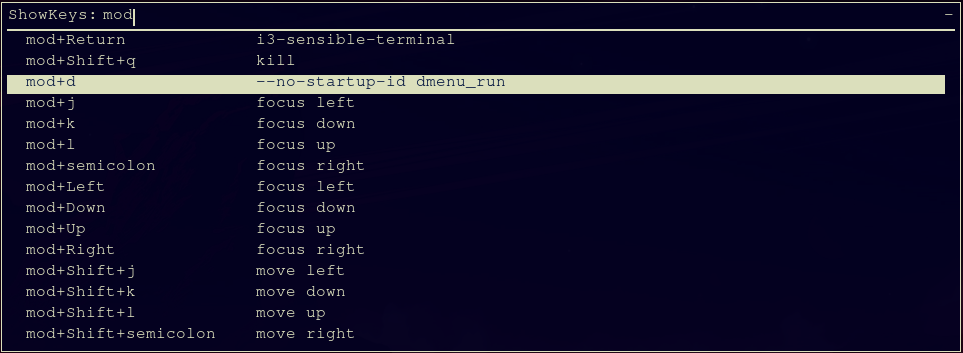 ShowKeys: mod -
mod+Return i3-sensible-terminal
mod+Shift+q kill
mod+d --no-startup-id dmenu_run
mod+j focus left
mod+k focus down
mod+l focus up
mod+semicolon focus right
mod+Left focus left
mod+Down focus down
mod+Up focus up
mod+Right focus right
mod+Shift+j move left
mod+Shift+k move down
mod+Shift+l move up
mod+Shift+semicolon move right